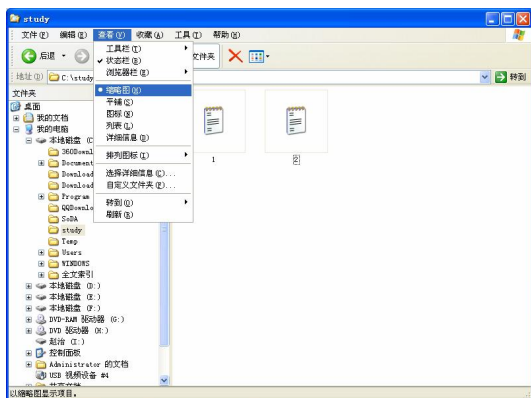 study
文件(F) 编辑(E) 查看(V) 收藏(A) 工具(T) 帮助(H)
后退
文件夹
地址(D) C:\study
转到
工具栏(T)
状态栏(B)
浏览器栏(E)
缩略图(H)
平铺(S)
图标(N)
列表(L)
详细信息(D)
排列图标(I)
选择详细信息(C)...
自定义文件夹(F)...
转到(O)
刷新(R)
文件夹
桌面
我的文档
我的电脑
本地磁盘 (C
360Downl
Document
Download
Download
Program
QQDownlo
SoDA
study
Temp
Users
WINDOWS
全文索引
本地磁盘 (D:)
本地磁盘 (E:)
本地磁盘 (F:)
DVD-RAM 驱动器 (G:)
DVD 驱动器 (H:)
赵治 (I:)
控制面板
Administrator 的文档
USB 视频设备 #4
1
2
以缩略图显示项目。